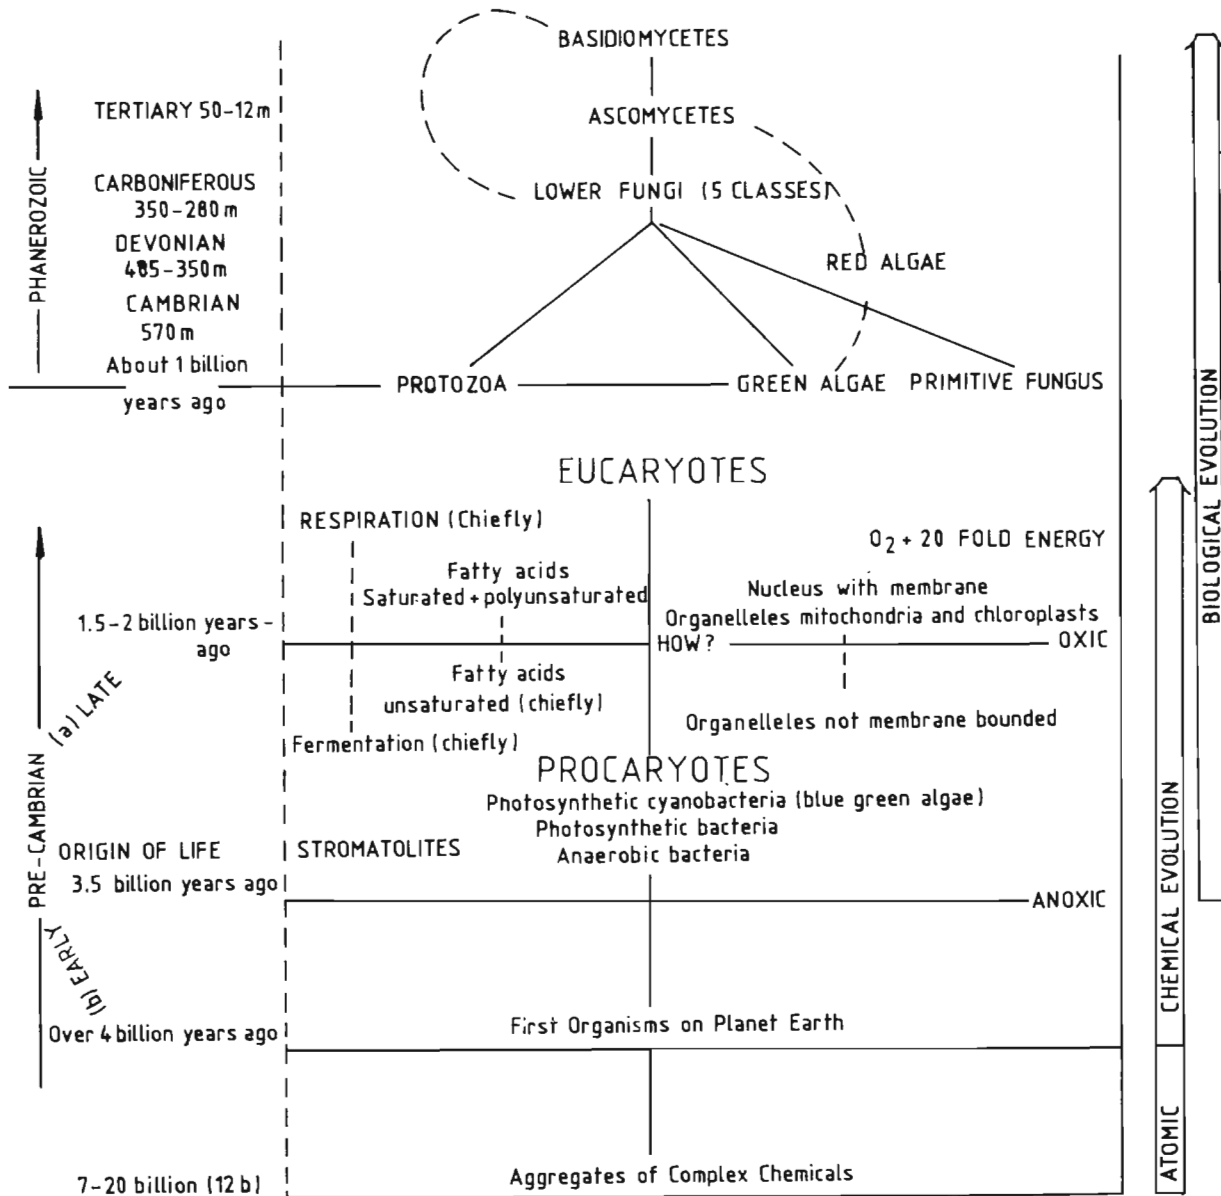 BASIDIOMYCETES
TERTIARY 50-12m
ASCOMYCETES
PHANEROZOIC
CARBONIFEROUS
350-280m
LOWER FUNGI (5 CLASSES)
DEVONIAN
485-350m
RED ALGAE
CAMBRIAN
570m
About 1 billion
years ago
PROTOZOA
GREEN ALGAE
PRIMITIVE FUNGUS
EUCARYOTES
RESPIRATION (Chiefly)
O2 + 20 FOLD ENERGY
Fatty acids
Saturated + polyunsaturated
Nucleus with membrane
Organelleles mitochondria and chloroplasts
1.5-2 billion years -
ago
HOW?
OXIC
Fatty acids
unsaturated (chiefly)
Organelles not membrane bounded
Fermentation (chiefly)
PRE-CAMBRIAN
(a) LATE
PROCARYOTES
Photosynthetic cyanobacteria (blue green algae)
Photosynthetic bacteria
Anaerobic bacteria
ORIGIN OF LIFE
3.5 billion years ago
STROMATOLITES
ANOXIC
(b) EARLY
Over 4 billion years ago
First Organisms on Planet Earth
7-20 billion (12b)
Aggregates of Complex Chemicals
BIOLOGICAL EVOLUTION
CHEMICAL EVOLUTION
ATOMIC